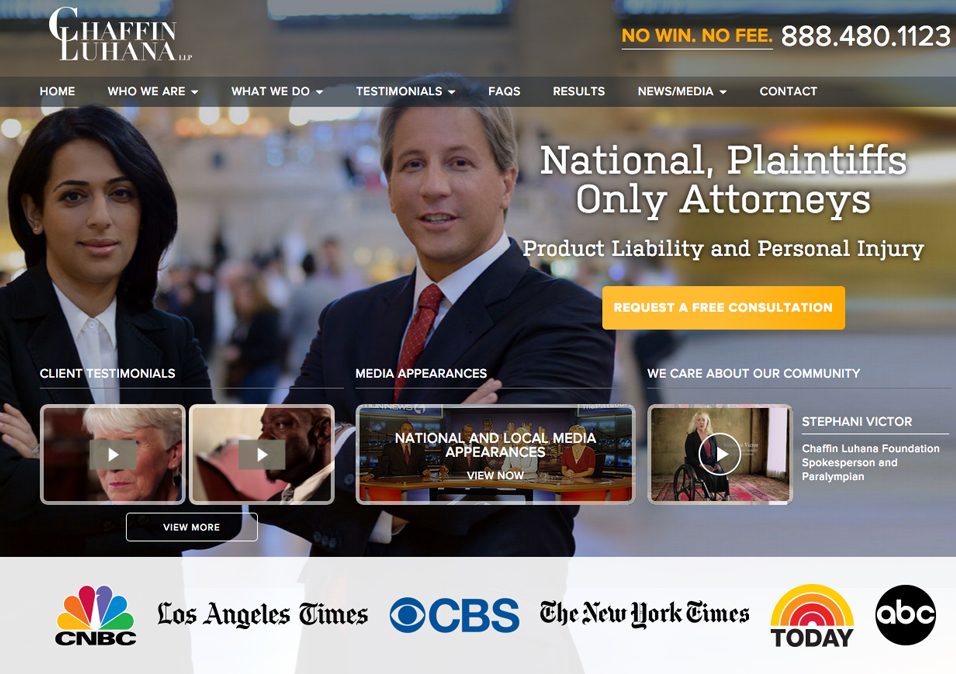 CHAFFIN
LUHANA LLP
NO WIN. NO FEE. 888.480.1123
HOME WHO WE ARE WHAT WE DO TESTIMONIALS FAQS RESULTS NEWS/MEDIA CONTACT
National, Plaintiffs
Only Attorneys
Product Liability and Personal Injury
REQUEST A FREE CONSULTATION
CLIENT TESTIMONIALS
VIEW MORE
MEDIA APPEARANCES
NATIONAL AND LOCAL MEDIA
APPEARANCES
VIEW NOW
WE CARE ABOUT OUR COMMUNITY
STEPHANI VICTOR
Chaffin Luhana Foundation
Spokesperson and
Paralympian
CNBC
Los Angeles Times
CBS
The New York Times
TODAY
abc